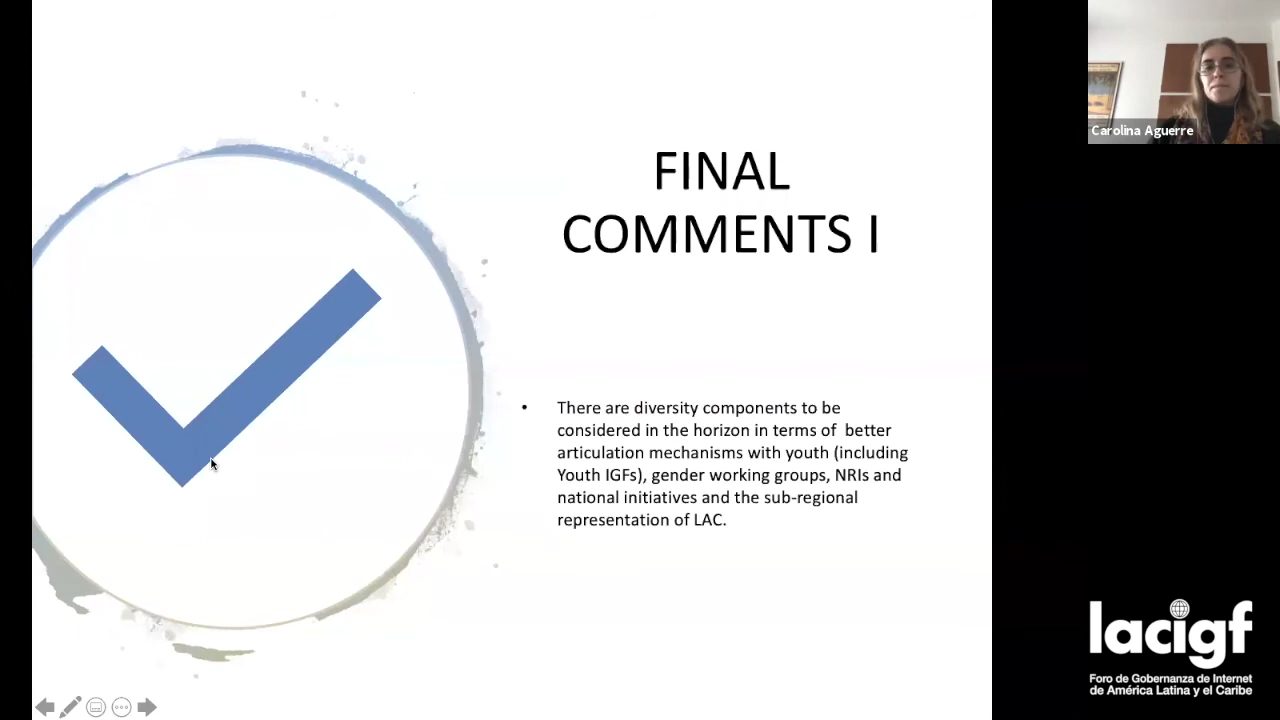 FINAL
COMMENTS I
• There are diversity components to be
considered in the horizon in terms of better
articulation mechanisms with youth (including
Youth IGFs), gender working groups, NRIs and
national initiatives and the sub-regional
representation of LAC.
Carolina Aguerre
lacigf
Foro de Gobernanza de Internet
de América Latina y el Caribe